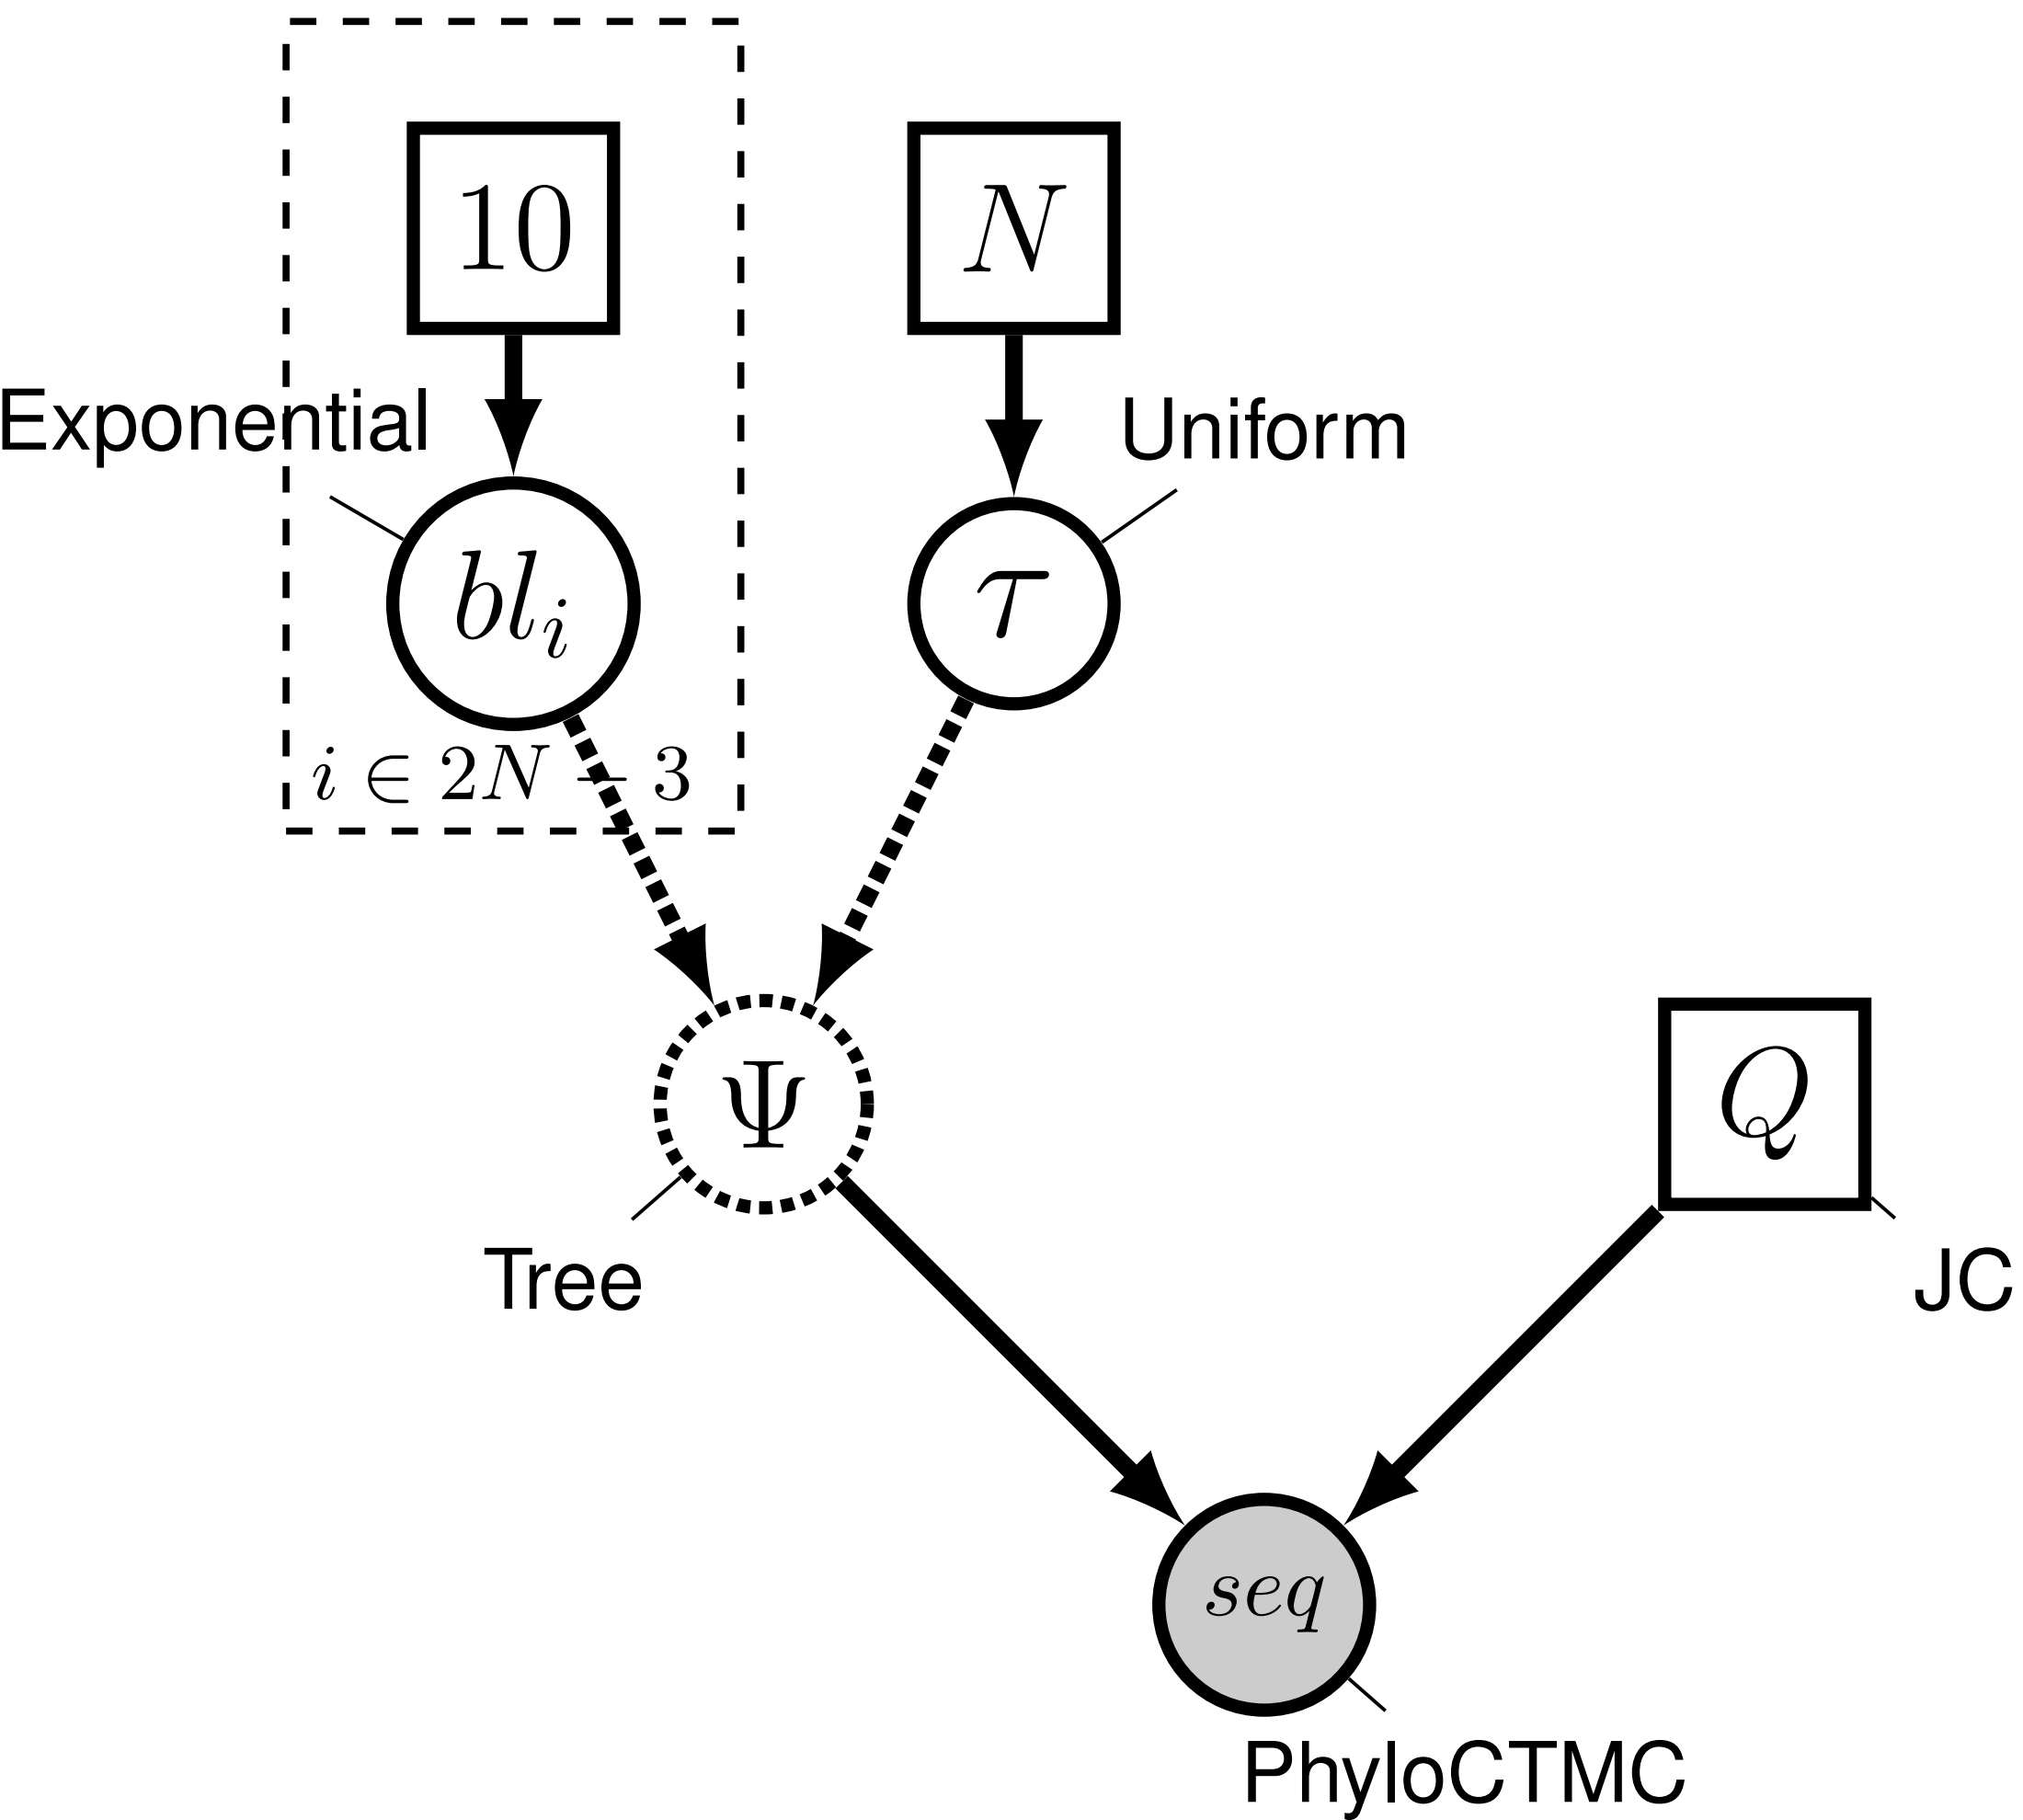 10
N
Exponential
Uniform
bl_i
τ
i ∈ 2N − 3
Ψ
Q
Tree
JC
seq
PhyloCTMC